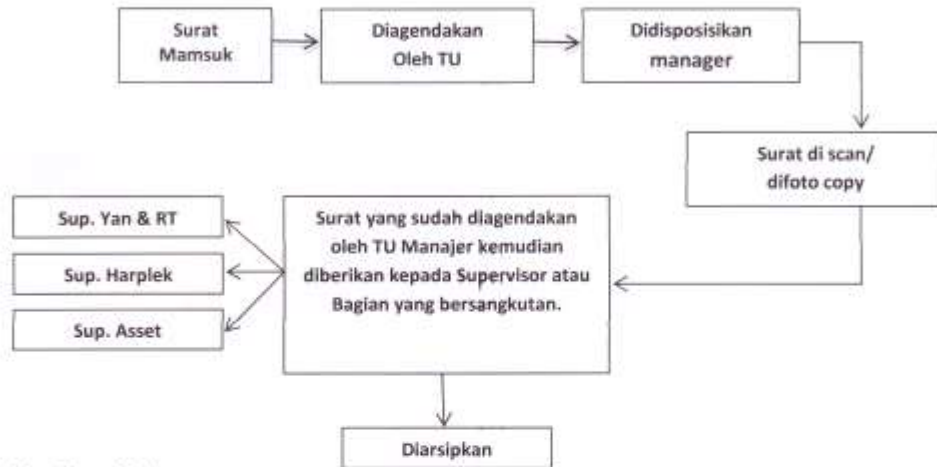 Surat
Mamsuk
Diagendakan
Oleh TU
Didisposisikan
manager
Surat di scan/
difoto copy
Surat yang sudah diagendakan
oleh TU Manajer kemudian
diberikan kepada Supervisor atau
Bagian yang bersangkutan.
Sup. Yan & RT
Sup. Harplek
Sup. Asset
Diarsipkan